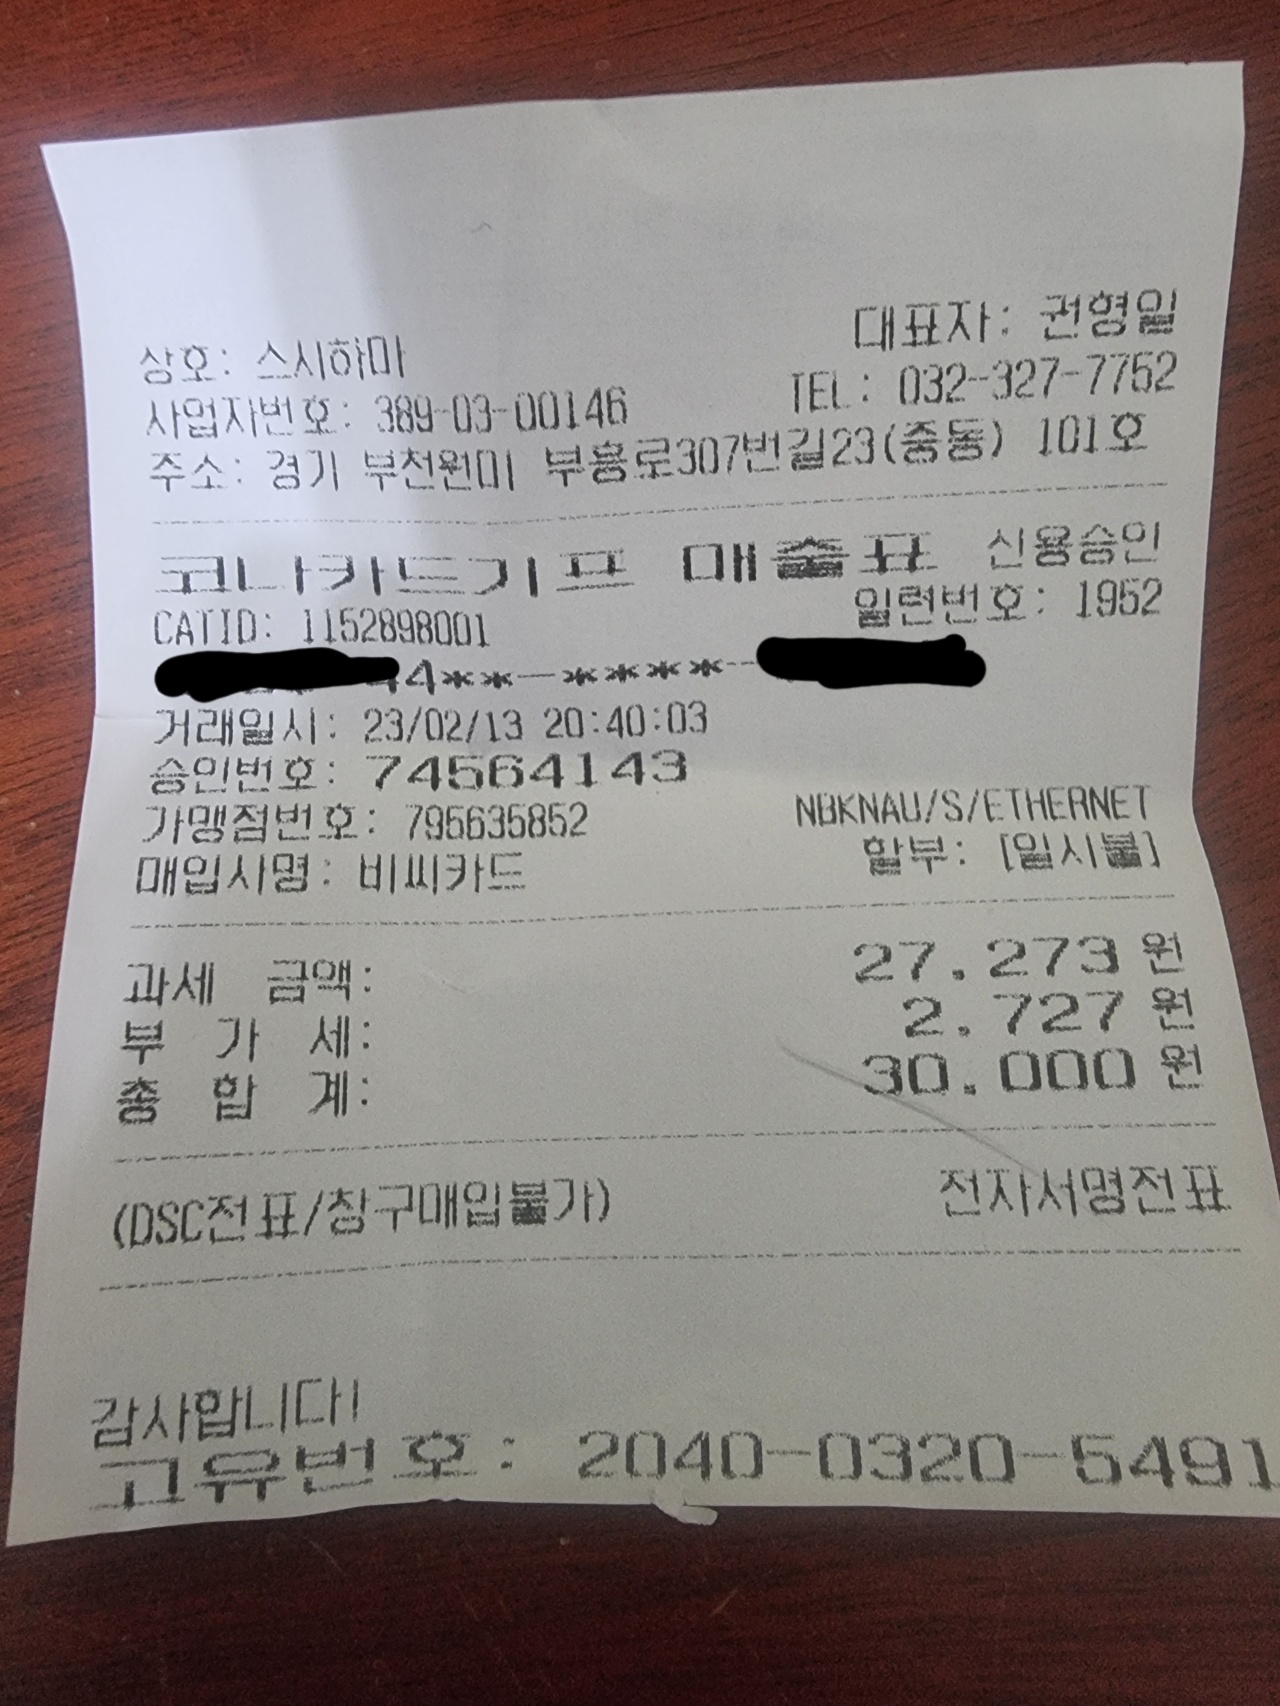 대표자: 권형일
상호: 스시하마
TEL: 032-327-7752
사업자번호: 389-03-00146
주소: 경기 부천원미 부흥로307번길23(중동) 101호
코나카드기프 매출표 신용승인
CATID: 1152898001 일련번호: 1952
4**-****-
거래일시: 23/02/13 20:40:03
승인번호: 74564143
가맹점번호: 795635852 NBKNAU/S/ETHERNET
매입사명: 비씨카드 할부: [일시불]
과세 금액: 27.273 원
부 가 세: 2.727 원
총 합 계: 30.000 원
(DSC전표/창구매입불가) 전자서명전표
감사합니다!
고유번호: 2040-0320-5491